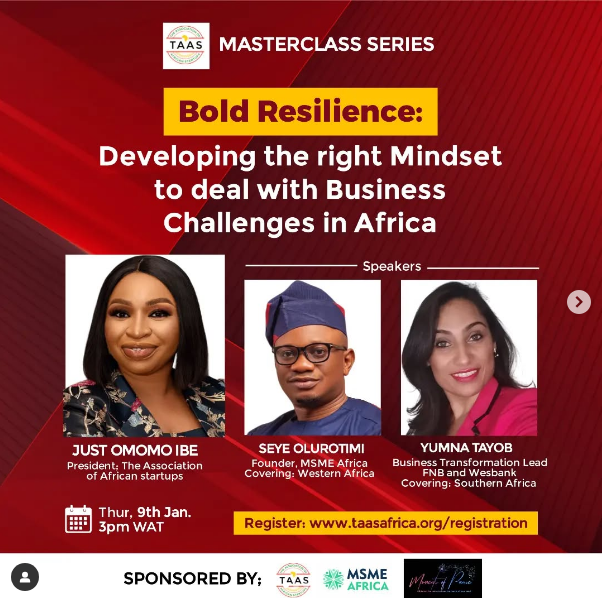 TAAS
MASTERCLASS SERIES
Bold Resilience:
Developing the right Mindset
to deal with Business
Challenges in Africa
Speakers
JUST OMOMO IBE
President: The Association
of African startups
SEYE OLUROTIMI
Founder, MSME Africa
Covering: Western Africa
YUMNA TAYOB
Business Transformation Lead
FNB and Wesbank
Covering: Southern Africa
Thur, 9th Jan.
3pm WAT
Register: www.taasafrica.org/registration
SPONSORED BY;
TAAS
MSME
AFRICA